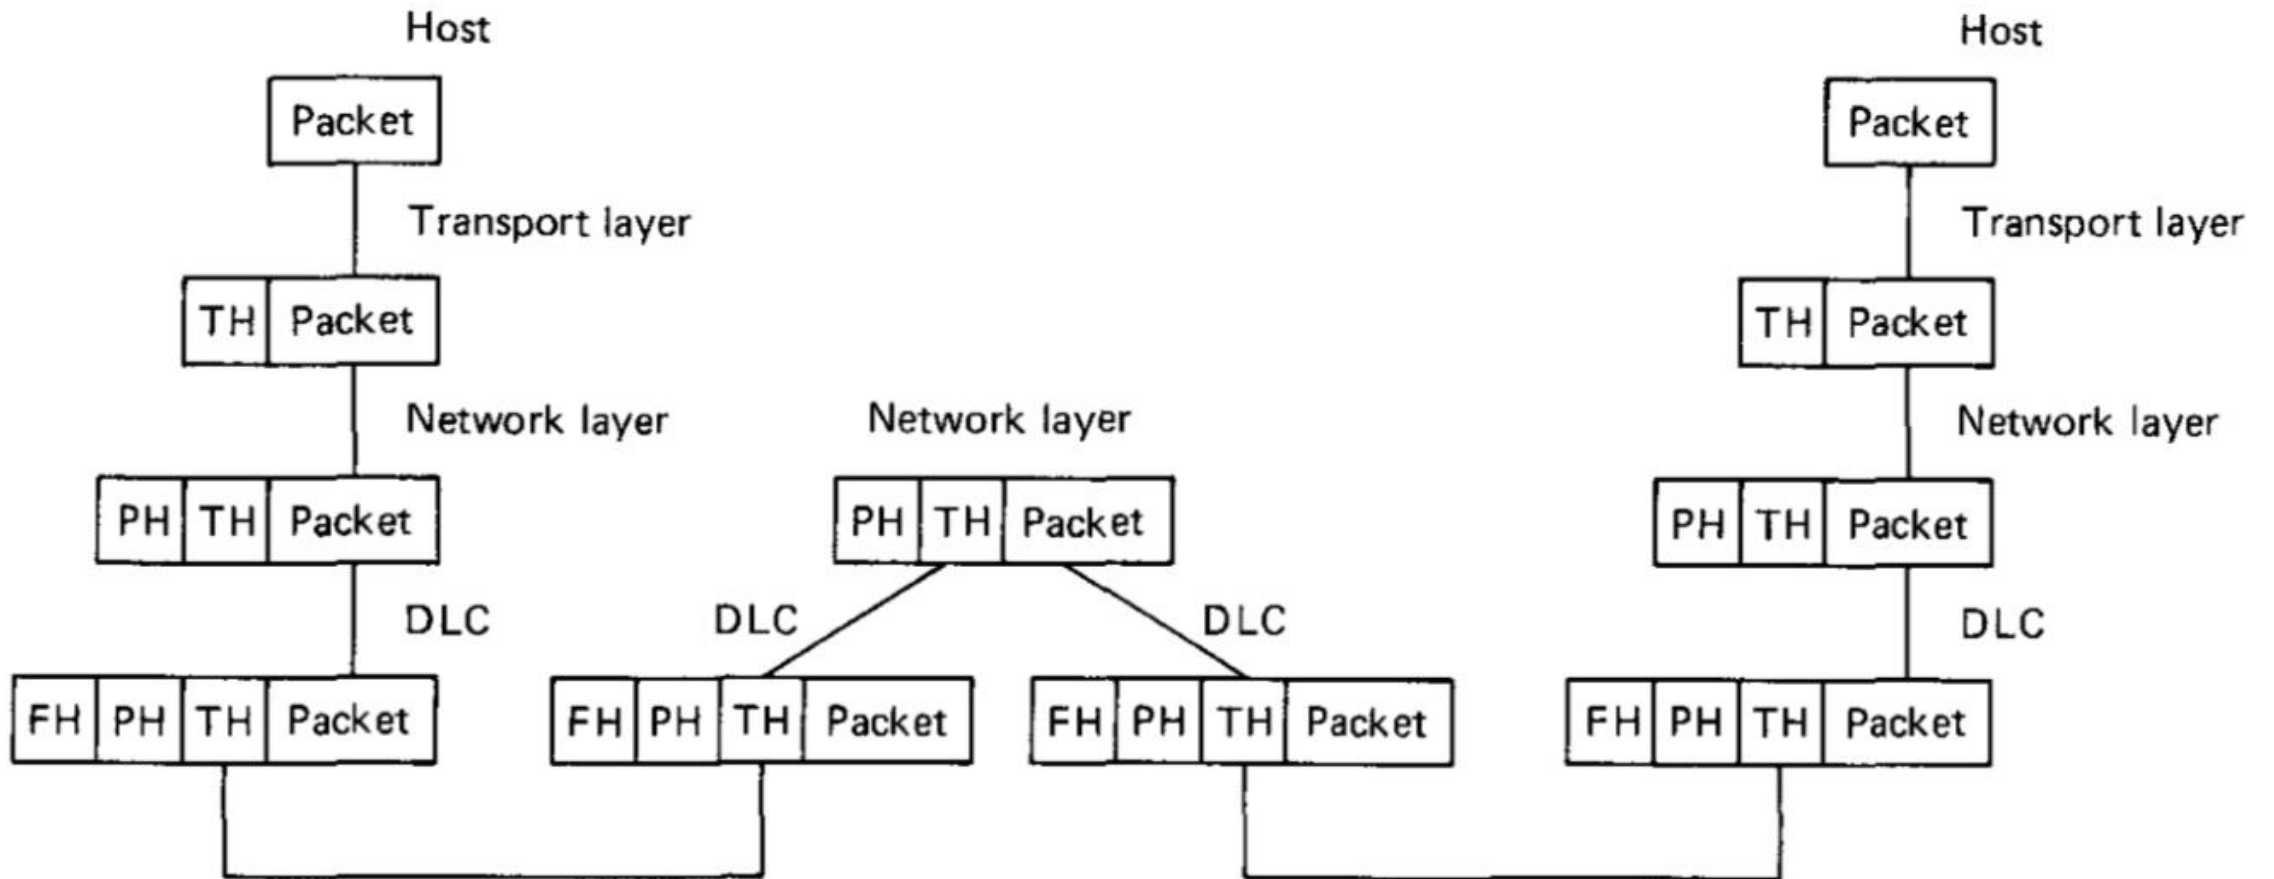 Host
Host
Packet
Packet
Transport layer
Transport layer
TH Packet
TH Packet
Network layer
Network layer
Network layer
PH TH Packet
PH TH Packet
PH TH Packet
DLC
DLC
DLC
DLC
FH PH TH Packet
FH PH TH Packet
FH PH TH Packet
FH PH TH Packet